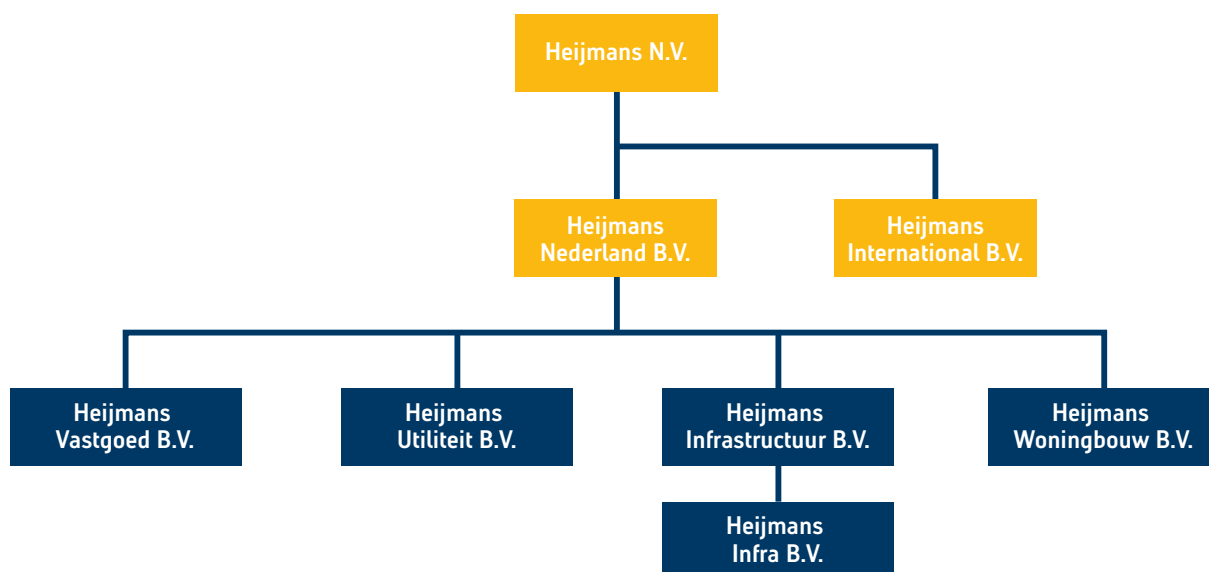 Heijmans N.V.
Heijmans
Nederland B.V.
Heijmans
International B.V.
Heijmans
Vastgoed B.V.
Heijmans
Utiliteit B.V.
Heijmans
Infrastructuur B.V.
Heijmans
Woningbouw B.V.
Heijmans
Infra B.V.